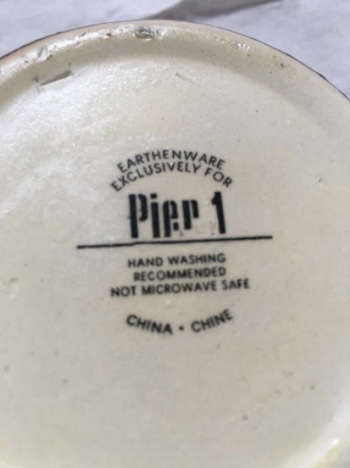 EARTHENWARE
EXCLUSIVELY FOR
Pier 1
HAND WASHING
RECOMMENDED
NOT MICROWAVE SAFE
CHINA • CHINE